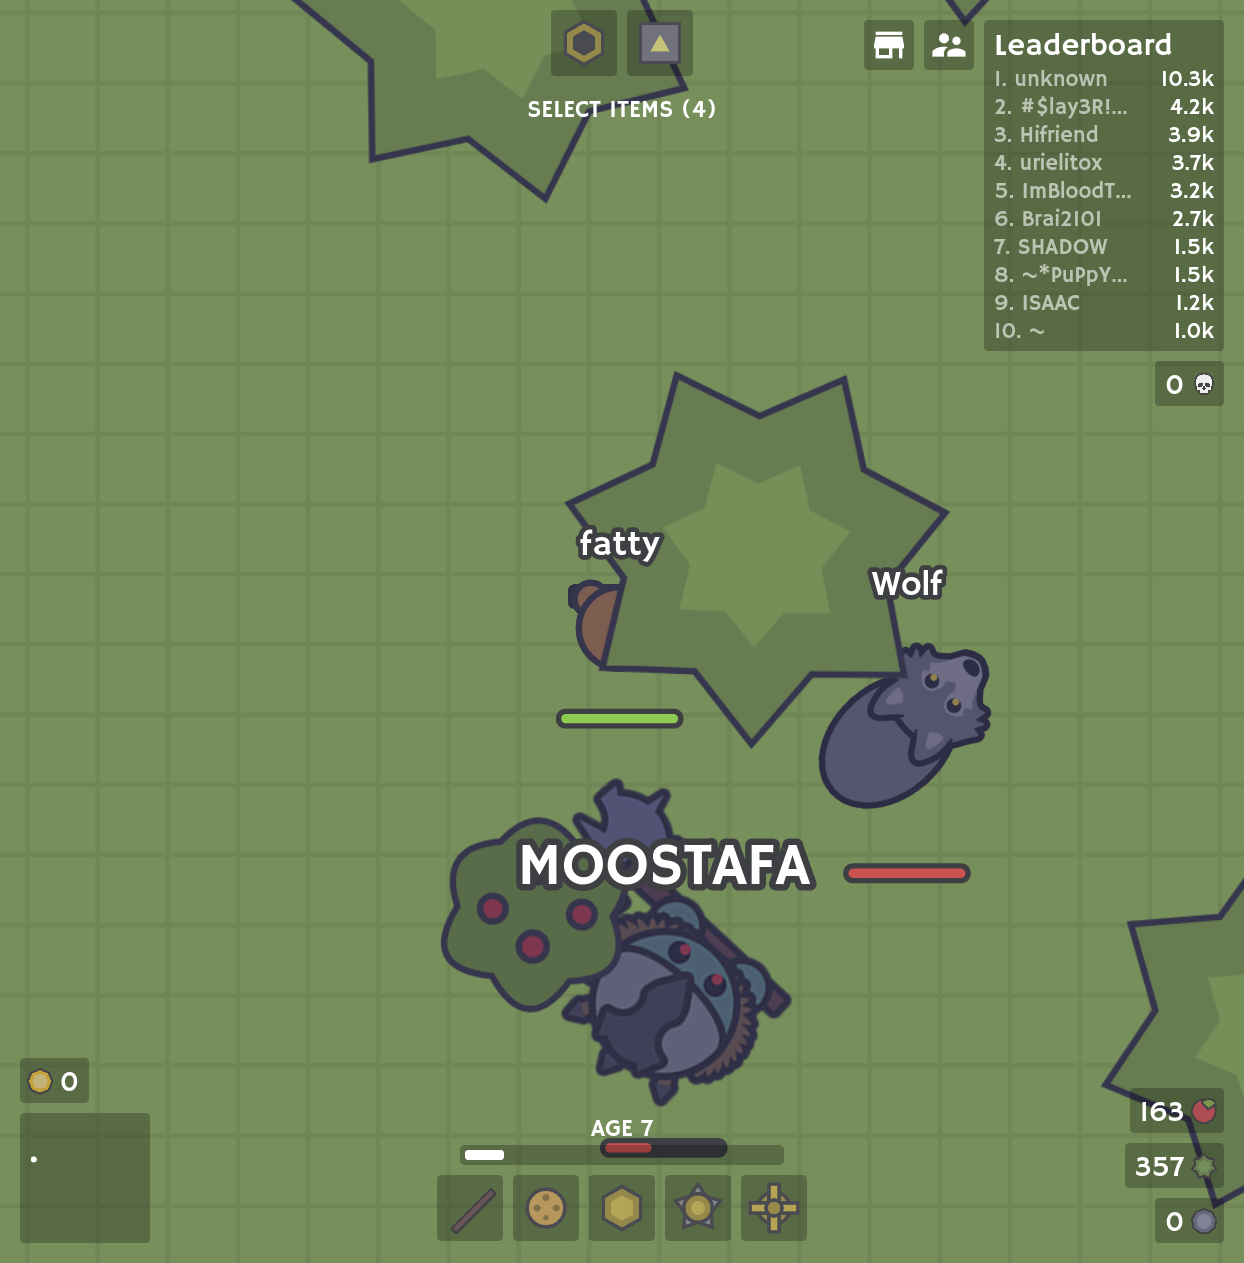 SELECT ITEMS (4)
Leaderboard
1. unknown 10.3k
2. #$lay3R!... 4.2k
3. Hifriend 3.9k
4. urielitox 3.7k
5. ImBloodT... 3.2k
6. Brai2101 2.7k
7. SHADOW 1.5k
8. ~*PuPpY... 1.5k
9. ISAAC 1.2k
10. ~ 1.0k
0
fatty
Wolf
MOOSTAFA
0
AGE 7
163
357
0